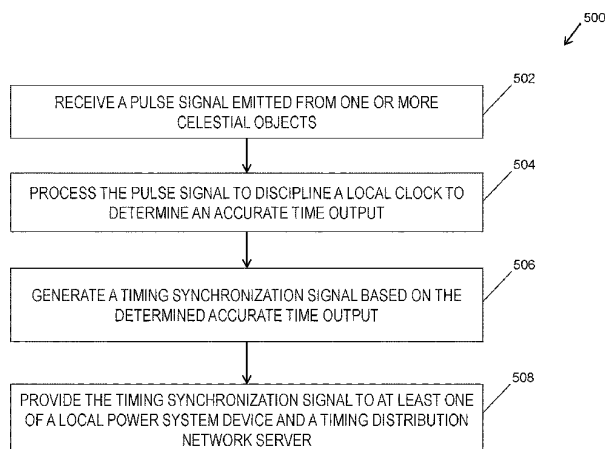 500
502
RECEIVE A PULSE SIGNAL EMITTED FROM ONE OR MORE
CELESTIAL OBJECTS
504
PROCESS THE PULSE SIGNAL TO DISCIPLINE A LOCAL CLOCK TO
DETERMINE AN ACCURATE TIME OUTPUT
506
GENERATE A TIMING SYNCHRONIZATION SIGNAL BASED ON THE
DETERMINED ACCURATE TIME OUTPUT
508
PROVIDE THE TIMING SYNCHRONIZATION SIGNAL TO AT LEAST ONE
OF A LOCAL POWER SYSTEM DEVICE AND A TIMING DISTRIBUTION
NETWORK SERVER